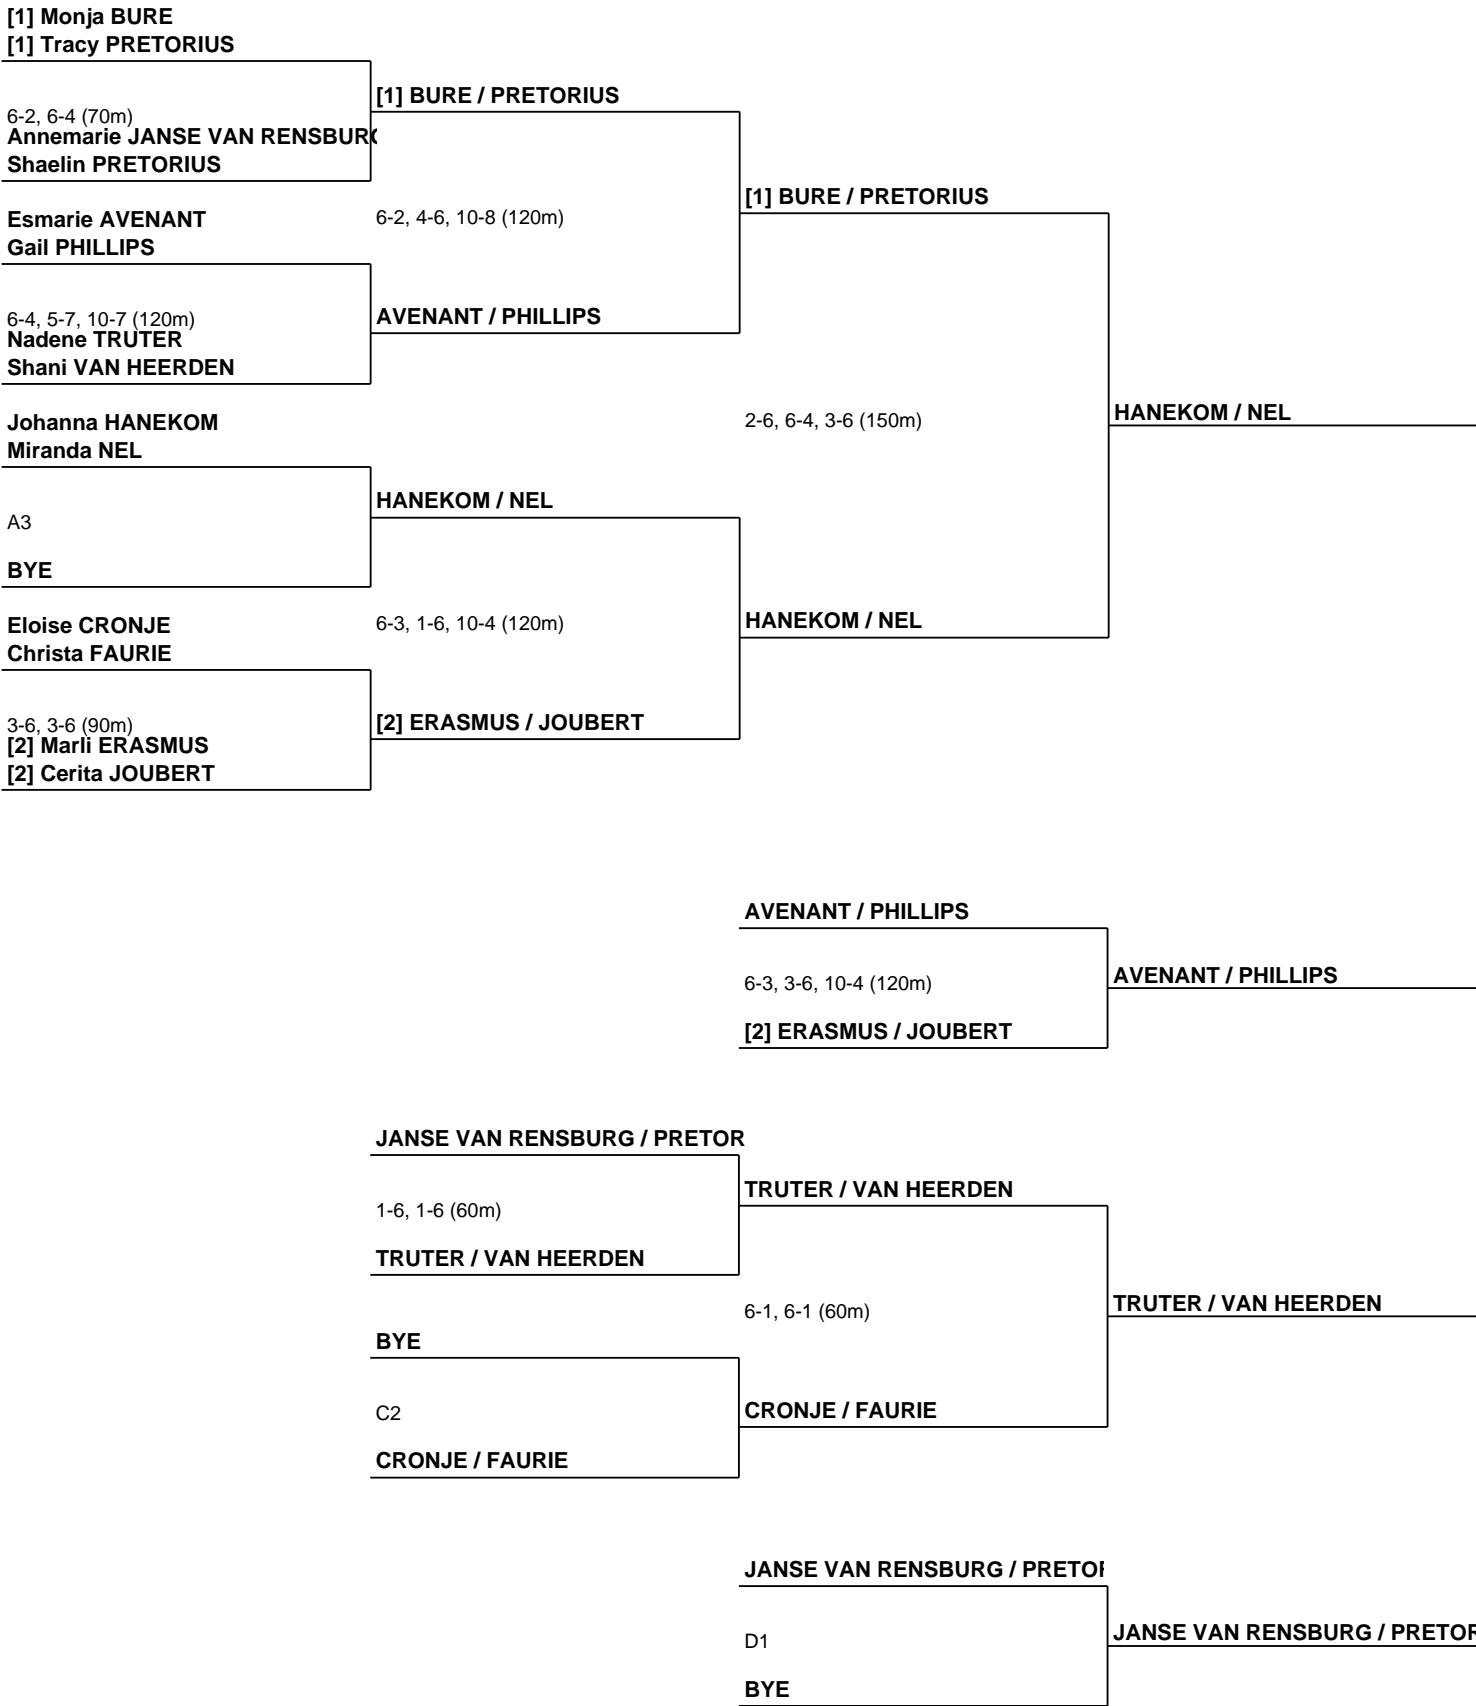 [1] Monja BURE
[1] Tracy PRETORIUS
6-2, 6-4 (70m)
Annemarie JANSE VAN RENSBURG
Shaelin PRETORIUS
Esmarie AVENANT
Gail PHILLIPS
6-4, 5-7, 10-7 (120m)
Nadene TRUTER
Shani VAN HEERDEN
Johanna HANEKOM
Miranda NEL
A3
BYE
Eloise CRONJE
Christa FAURIE
3-6, 3-6 (90m)
[2] Marli ERASMUS
[2] Cerita JOUBERT
[1] BURE / PRETORIUS
6-2, 4-6, 10-8 (120m)
AVENANT / PHILLIPS
HANEKOM / NEL
6-3, 1-6, 10-4 (120m)
[2] ERASMUS / JOUBERT
[1] BURE / PRETORIUS
2-6, 6-4, 3-6 (150m)
HANEKOM / NEL
HANEKOM / NEL
AVENANT / PHILLIPS
6-3, 3-6, 10-4 (120m)
[2] ERASMUS / JOUBERT
AVENANT / PHILLIPS
JANSE VAN RENSBURG / PRETOR
1-6, 1-6 (60m)
TRUTER / VAN HEERDEN
BYE
C2
CRONJE / FAURIE
TRUTER / VAN HEERDEN
6-1, 6-1 (60m)
CRONJE / FAURIE
TRUTER / VAN HEERDEN
JANSE VAN RENSBURG / PRETOR
D1
BYE
JANSE VAN RENSBURG / PRETOR